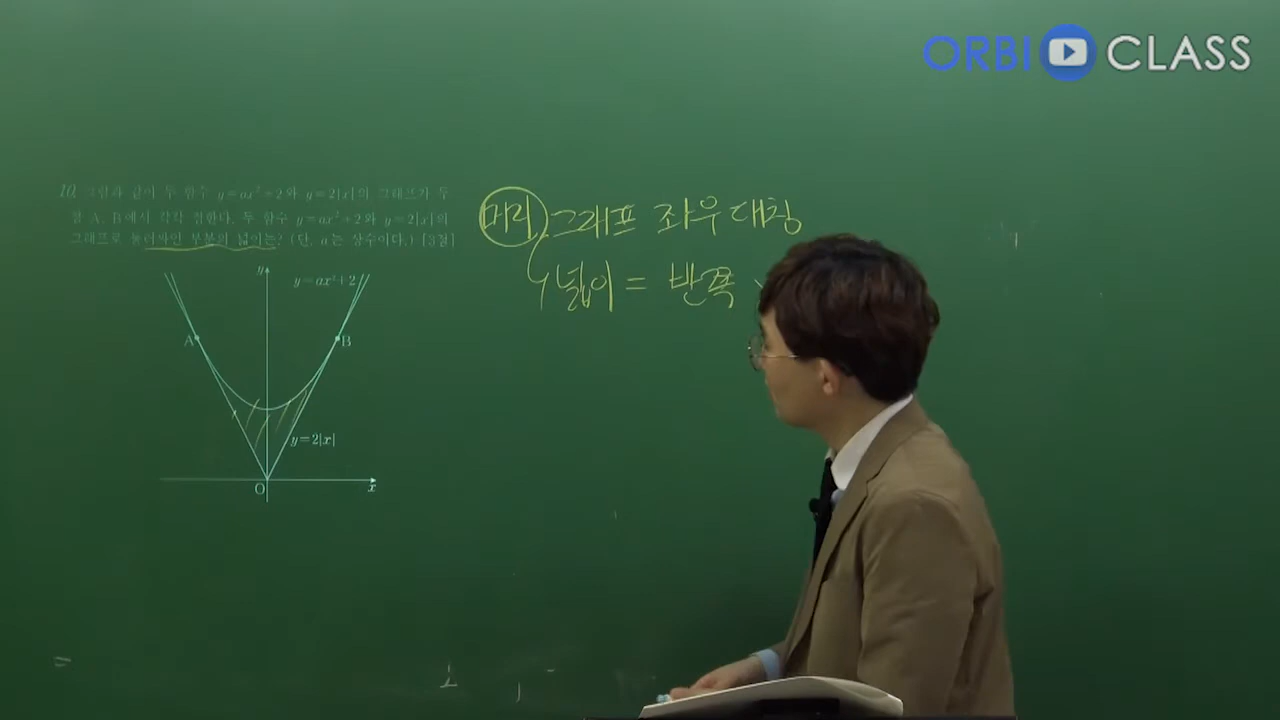 ORBI CLASS
10. 그림과 같이 두 함수 y=ax²+2와 y=2|x|의 그래프가 두
점 A, B에서 각각 접한다. 두 함수 y=ax²+2와 y=2|x|의
그래프로 둘러싸인 부분의 넓이는? (단, a는 상수이다.) [3점]
머리 그래프 좌우 대칭
넓이 = 반쪽
y
y=ax²+2
A
B
y=2|x|
O
x